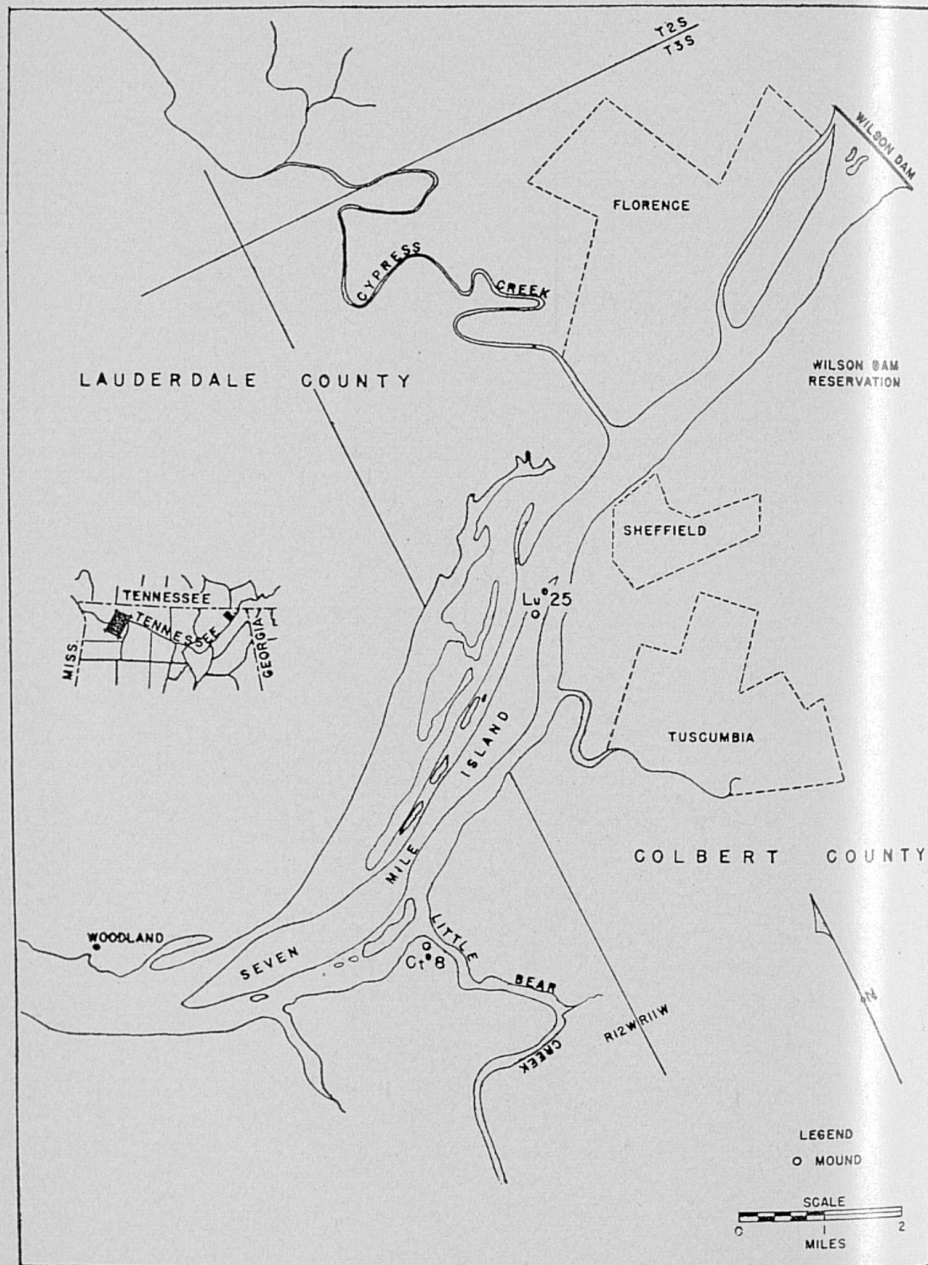 T2S
T3S
WILSON DAM
FLORENCE
CYPRESS CREEK
LAUDERDALE COUNTY
WILSON DAM
RESERVATION
SHEFFIELD
TENNESSEE
TENNESSEE
MISS.
GEORGIA
Lu°25
TUSCUMBIA
SEVEN MILE ISLAND
COLBERT COUNTY
WOODLAND
LITTLE BEAR CREEK
Ct°8
N
R12W R11W
LEGEND
O MOUND
SCALE
0 1 2
MILES